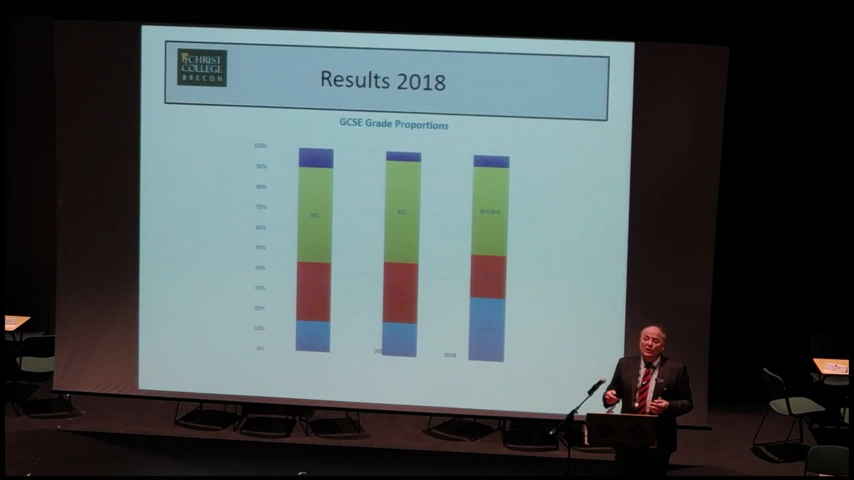 CHRIST
COLLEGE
BRECON
Results 2018
GCSE Grade Proportions
100%
90%
80%
70%
60%
50%
40%
30%
20%
10%
0%
2018